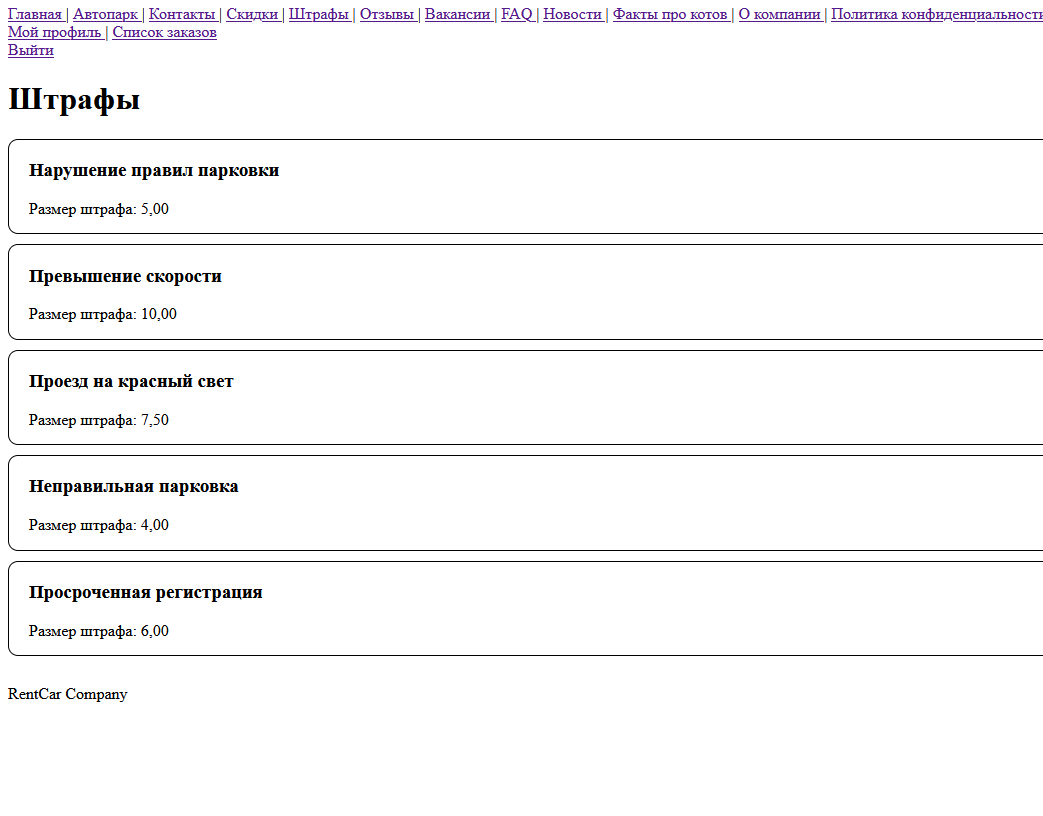 Главная | Автопарк | Контакты | Скидки | Штрафы | Отзывы | Вакансии | FAQ | Новости | Факты про котов | О компании | Политика конфиденциальности
Мой профиль | Список заказов
Выйти
Штрафы
Нарушение правил парковки
Размер штрафа: 5,00
Превышение скорости
Размер штрафа: 10,00
Проезд на красный свет
Размер штрафа: 7,50
Неправильная парковка
Размер штрафа: 4,00
Просроченная регистрация
Размер штрафа: 6,00
RentCar Company